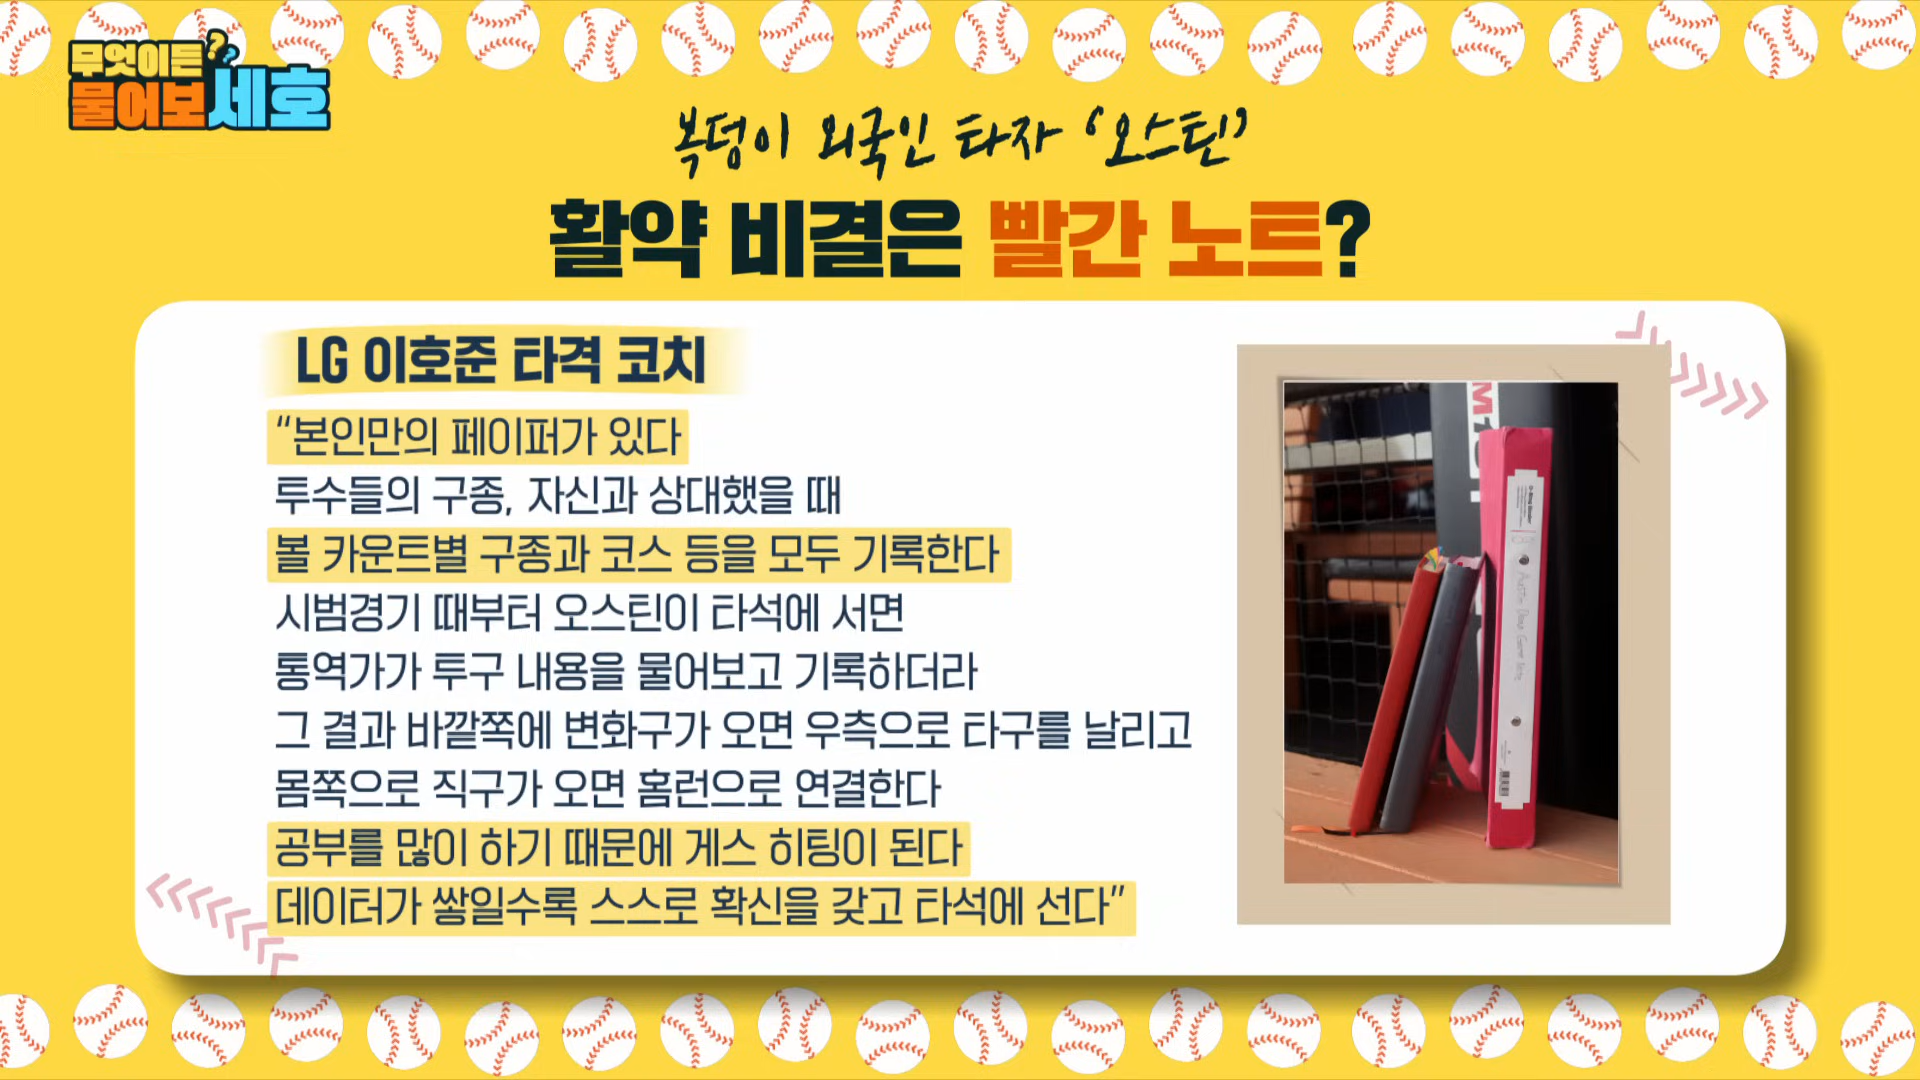 무엇이든??
물어보세호
복덩이 외국인 타자 ‘오스틴’
활약 비결은 빨간 노트?
LG 이호준 타격 코치
“본인만의 페이퍼가 있다
투수들의 구종, 자신과 상대했을 때
볼 카운트별 구종과 코스 등을 모두 기록한다
시범경기 때부터 오스틴이 타석에 서면
통역가가 투구 내용을 물어보고 기록하더라
그 결과 바깥쪽에 변화구가 오면 우측으로 타구를 날리고
몸쪽으로 직구가 오면 홈런으로 연결한다
공부를 많이 하기 때문에 게스 히팅이 된다
데이터가 쌓일수록 스스로 확신을 갖고 타석에 선다”
Austin Dean Game